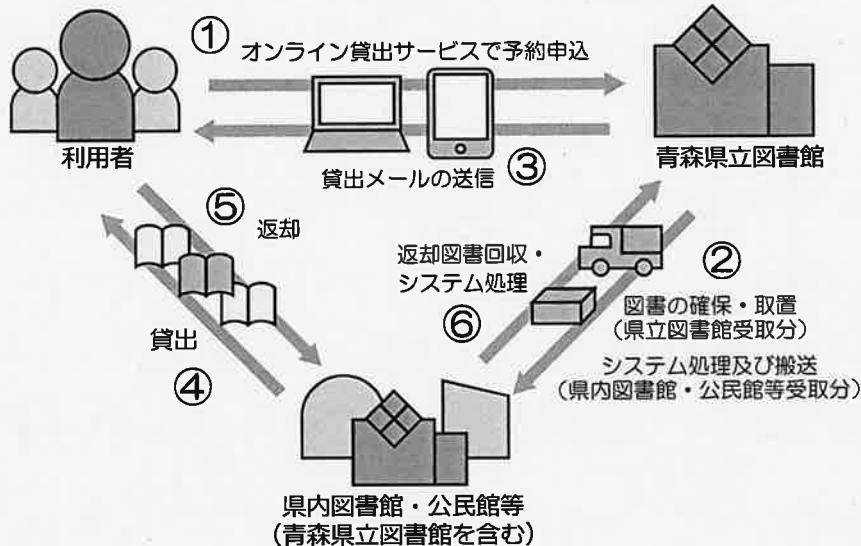 ①
オンライン貸出サービスで予約申込
利用者
青森県立図書館
貸出メールの送信
③
⑤
返却
返却図書回収・
システム処理
⑥
②
図書の確保・取置
(県立図書館受取分)
システム処理及び搬送
(県内図書館・公民館等受取分)
貸出
④
県内図書館・公民館等
(青森県立図書館を含む)